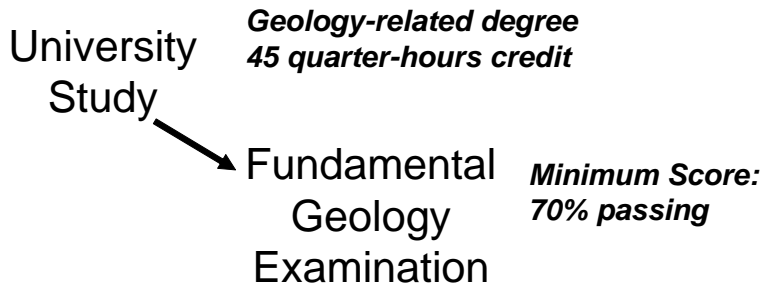 University
Study
Geology-related degree
45 quarter-hours credit
Fundamental
Geology
Examination
Minimum Score:
70% passing